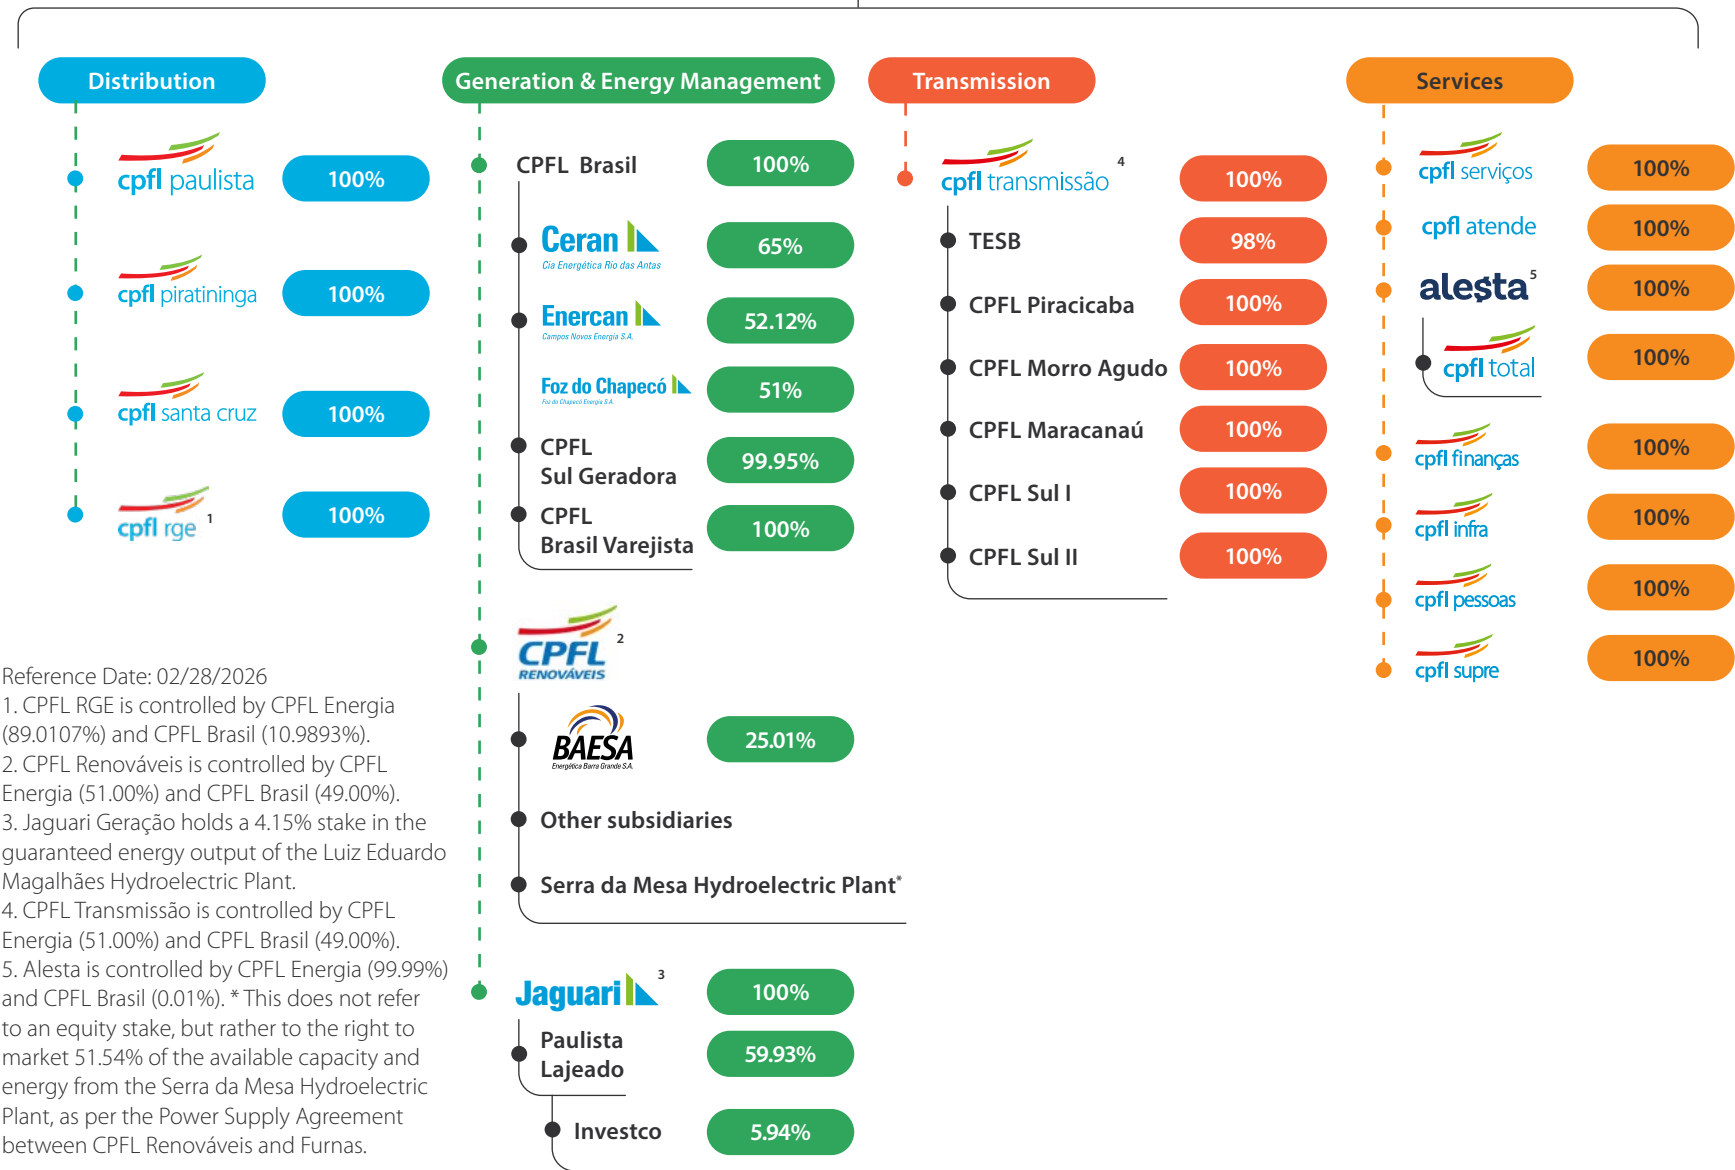 Distribution
cpfl paulista
100%
cpfl piratininga
100%
cpfl santa cruz
100%
cpfl rge 1
100%
Generation & Energy Management
CPFL Brasil
100%
Ceran
Cia Energética Rio das Antas
65%
Enercan
Campos Novos Energia S.A.
52.12%
Foz do Chapecó
Foz do Chapecó Energia S.A.
51%
CPFL
Sul Geradora
99.95%
CPFL
Brasil Varejista
100%
CPFL 2
RENOVÁVEIS
BAESA
Energética Barra Grande S.A.
25.01%
Other subsidiaries
Serra da Mesa Hydroelectric Plant*
Jaguari 3
100%
Paulista
Lajeado
59.93%
Investco
5.94%
Transmission
cpfl transmissão 4
100%
TESB
98%
CPFL Piracicaba
100%
CPFL Morro Agudo
100%
CPFL Maracanaú
100%
CPFL Sul I
100%
CPFL Sul II
100%
Services
cpfl serviços
100%
cpfl atende
100%
alesta 5
100%
cpfl total
100%
cpfl finanças
100%
cpfl infra
100%
cpfl pessoas
100%
cpfl supre
100%
Reference Date: 02/28/2026
1. CPFL RGE is controlled by CPFL Energia
(89.0107%) and CPFL Brasil (10.9893%).
2. CPFL Renováveis is controlled by CPFL
Energia (51.00%) and CPFL Brasil (49.00%).
3. Jaguari Geração holds a 4.15% stake in the
guaranteed energy output of the Luiz Eduardo
Magalhães Hydroelectric Plant.
4. CPFL Transmissão is controlled by CPFL
Energia (51.00%) and CPFL Brasil (49.00%).
5. Alesta is controlled by CPFL Energia (99.99%)
and CPFL Brasil (0.01%). * This does not refer
to an equity stake, but rather to the right to
market 51.54% of the available capacity and
energy from the Serra da Mesa Hydroelectric
Plant, as per the Power Supply Agreement
between CPFL Renováveis and Furnas.